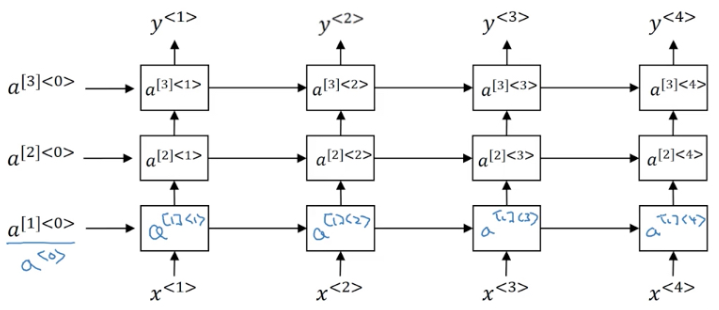 y<1> y<2> y<3> y<4>
a[3]<0> a[3]<1> a[3]<2> a[3]<3> a[3]<4>
a[2]<0> a[2]<1> a[2]<2> a[2]<3> a[2]<4>
a[1]<0> a[1]<1> a[1]<2> a[1]<3> a[1]<4>
a<0>
x<1> x<2> x<3> x<4>